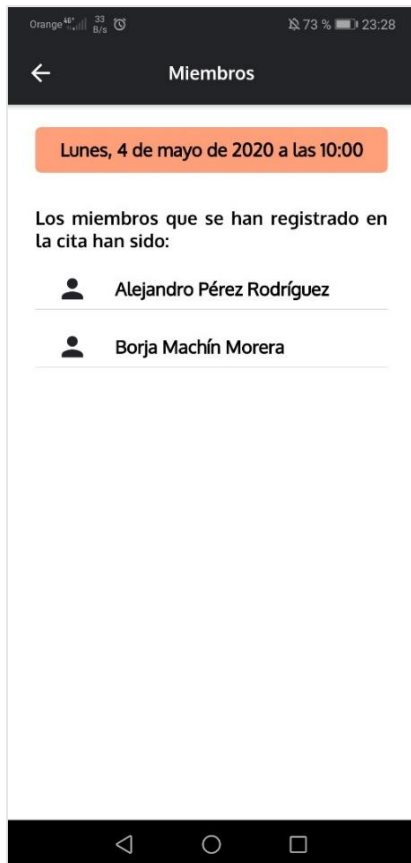 Orange 4G+ 33 B/s 73 % 23:28
Miembros
Lunes, 4 de mayo de 2020 a las 10:00
Los miembros que se han registrado en
la cita han sido:
Alejandro Pérez Rodríguez
Borja Machín Morera